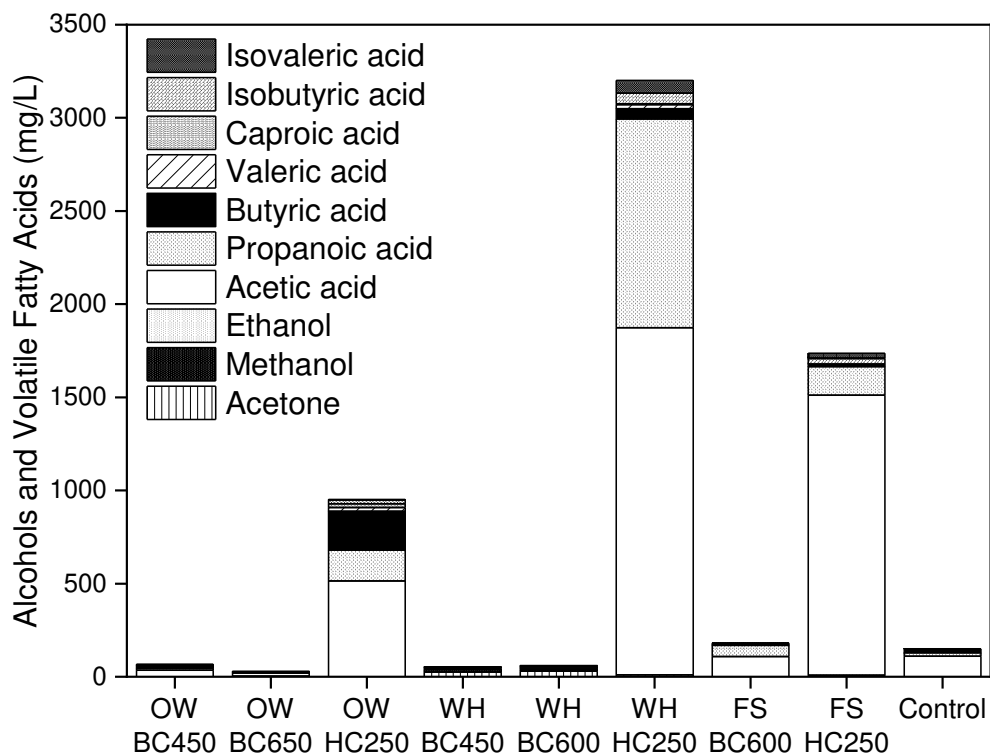 Alcohols and Volatile Fatty Acids (mg/L)
3500
3000
2500
2000
1500
1000
500
0
Isovaleric acid
Isobutyric acid
Caproic acid
Valeric acid
Butyric acid
Propanoic acid
Acetic acid
Ethanol
Methanol
Acetone
OW OW OW WH WH WH FS FS Control
BC450 BC650 HC250 BC450 BC600 HC250 BC600 HC250